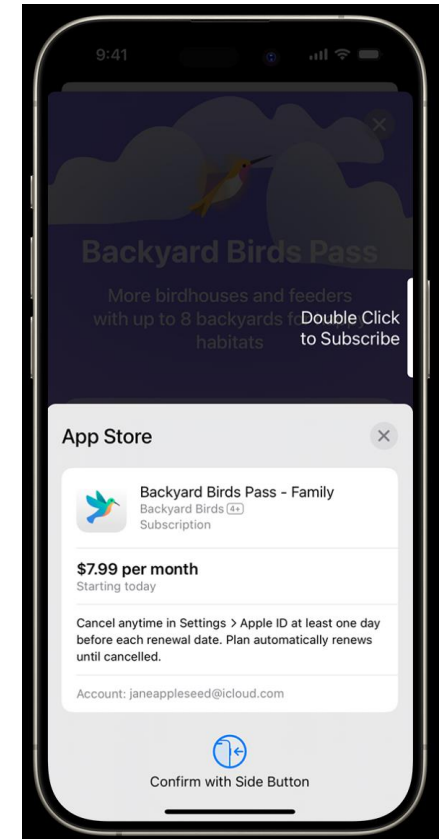 9:41
Backyard Birds Pass
More birdhouses and feeders
with up to 8 backyards
habitats
Double Click
to Subscribe
App Store
Backyard Birds Pass - Family
Backyard Birds 4+
Subscription
$7.99 per month
Starting today
Cancel anytime in Settings > Apple ID at least one day
before each renewal date. Plan automatically renews
until cancelled.
Account: janeappleseed@icloud.com
Confirm with Side Button